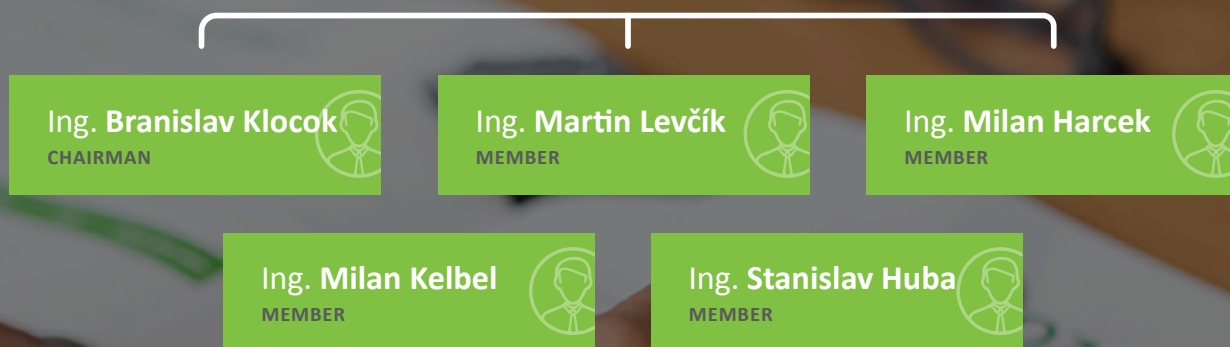 Ing. Branislav Klocok
CHAIRMAN
Ing. Martin Levčík
MEMBER
Ing. Milan Harcek
MEMBER
Ing. Milan Kelbel
MEMBER
Ing. Stanislav Huba
MEMBER